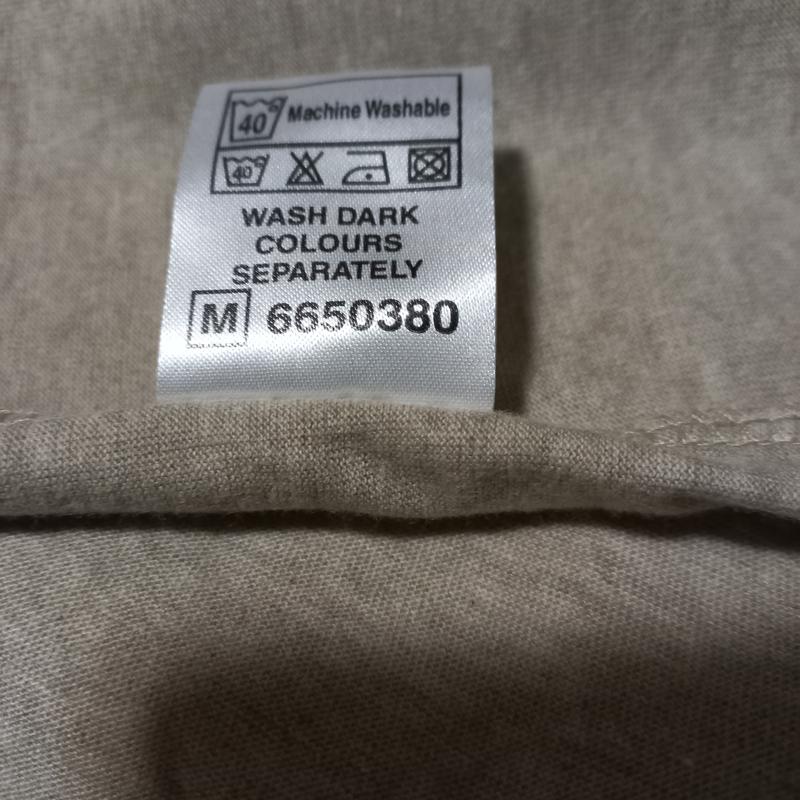 40 Machine Washable
40
WASH DARK
COLOURS
SEPARATELY
M 6650380